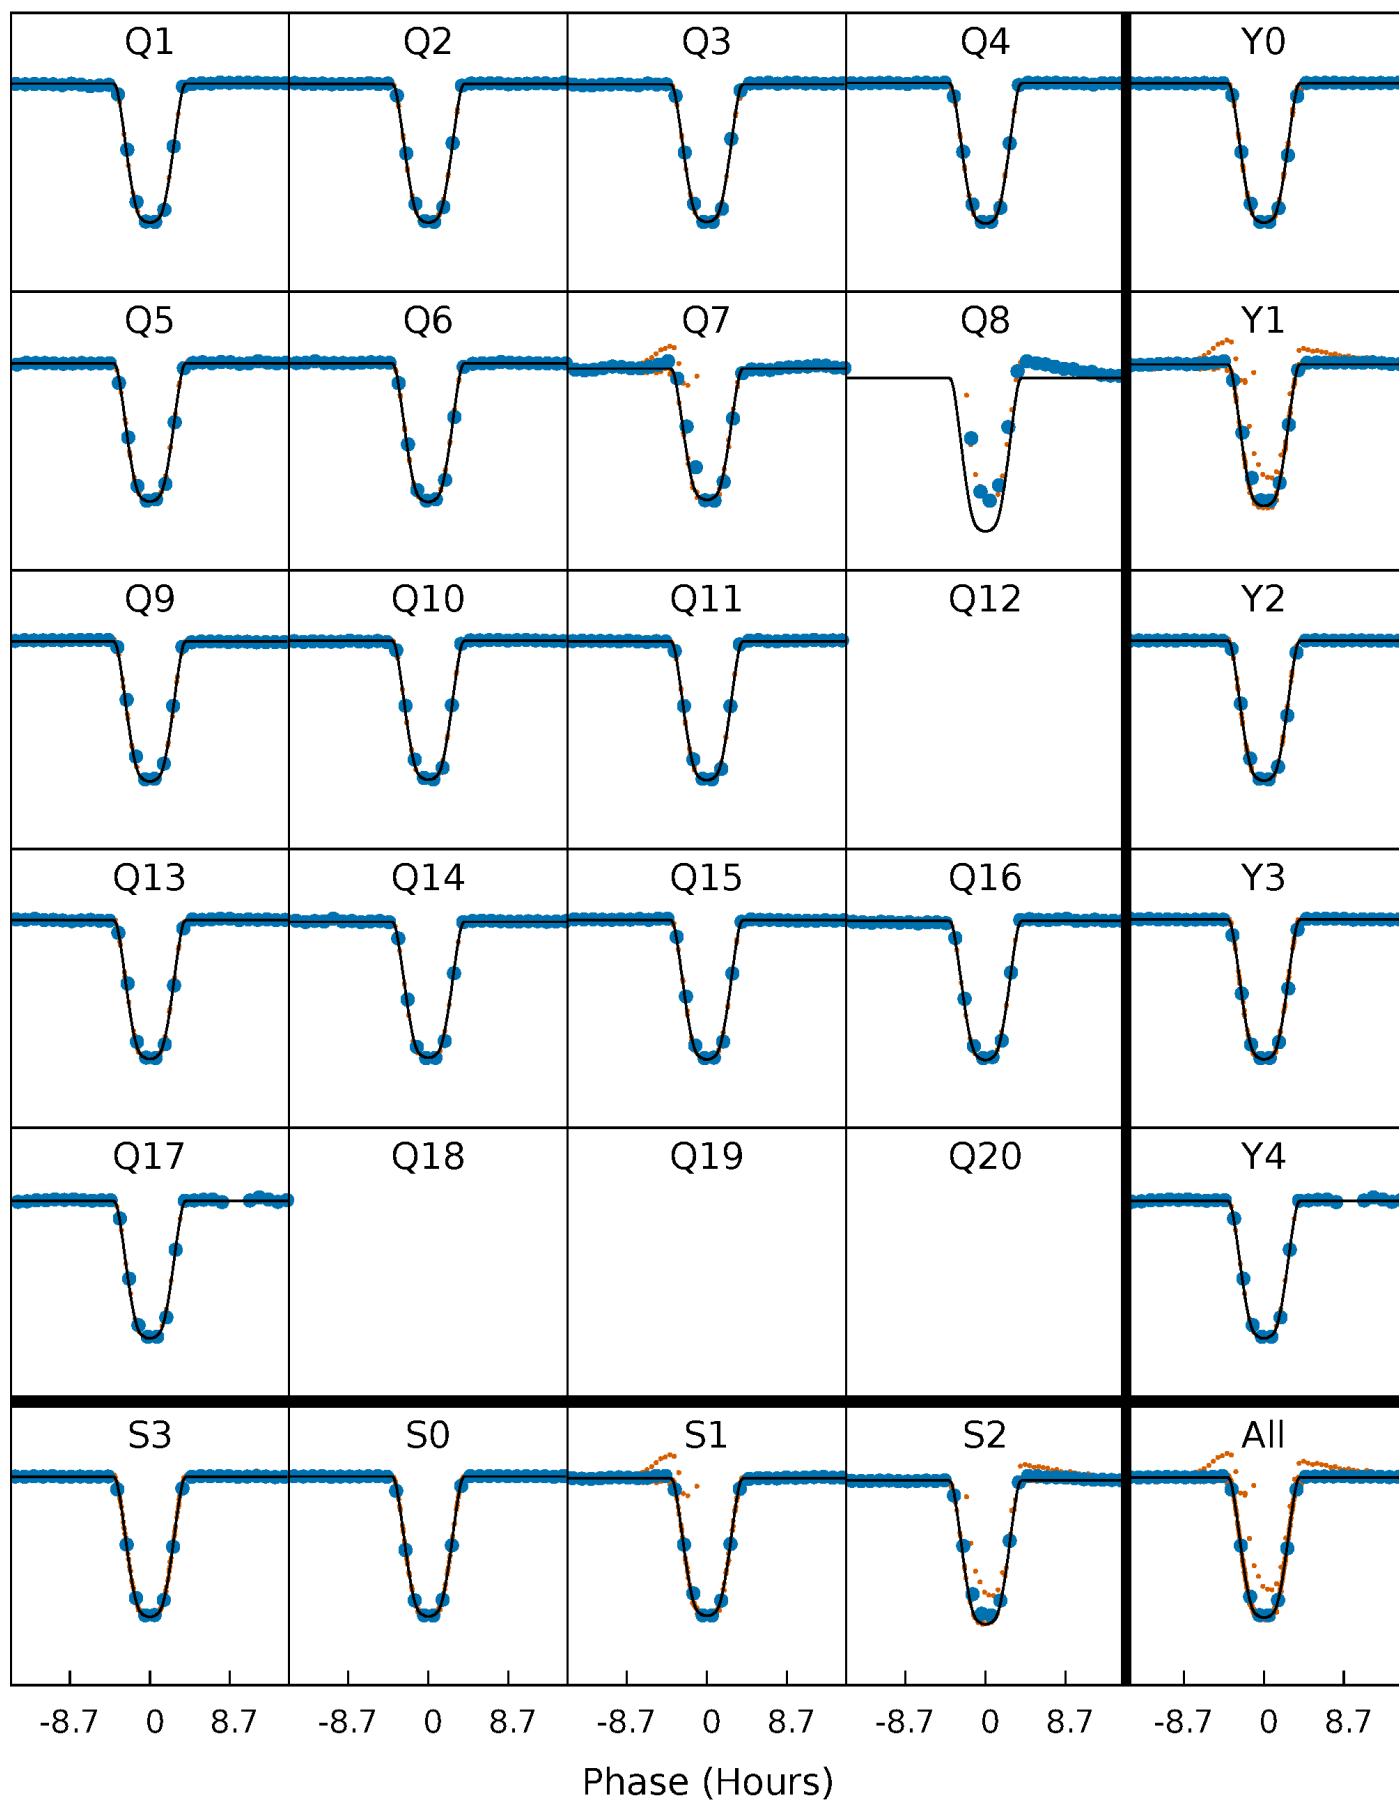 Q1 Q2 Q3 Q4 Y0
Q5 Q6 Q7 Q8 Y1
Q9 Q10 Q11 Q12 Y2
Q13 Q14 Q15 Q16 Y3
Q17 Q18 Q19 Q20 Y4
S3 S0 S1 S2 All
-8.7 0 8.7 -8.7 0 8.7 -8.7 0 8.7 -8.7 0 8.7 -8.7 0 8.7
Phase (Hours)